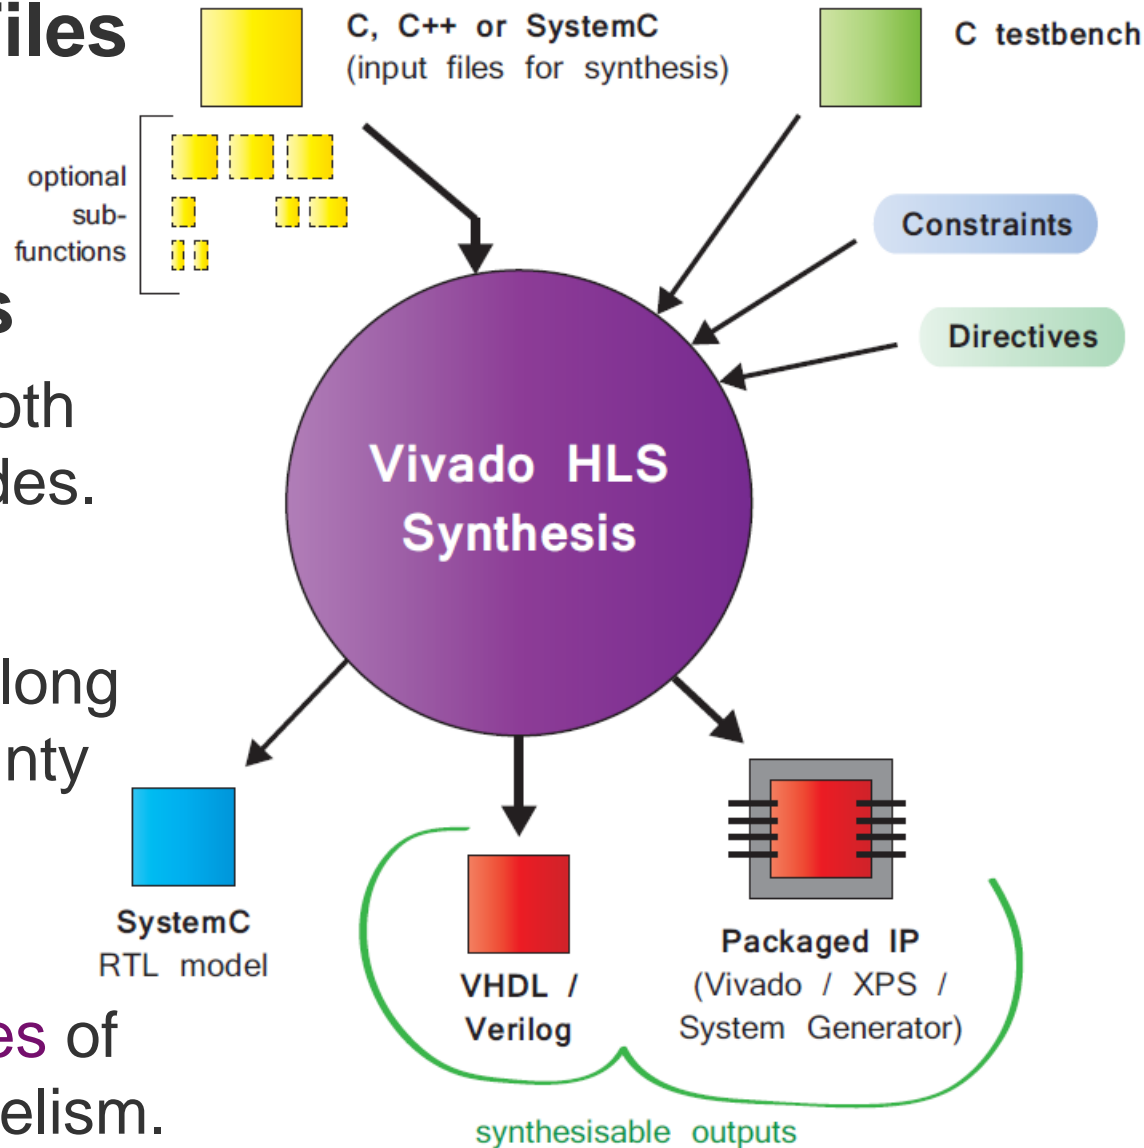 iles
s
oth
des.
long
nty
es of
elism.
C, C++ or SystemC
(input files for synthesis)
C testbench
optional
sub-
functions
Constraints
Directives
Vivado HLS
Synthesis
SystemC
RTL model
VHDL /
Verilog
Packaged IP
(Vivado / XPS /
System Generator)
synthesisable outputs